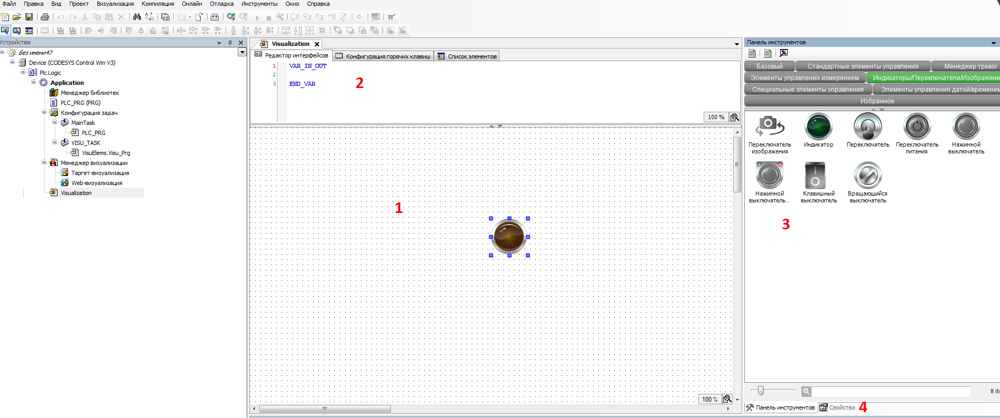 Файл Правка Вид Проект Визуализация Компиляция Онлайн Отладка Инструменты Окно Справка
Устройства
Без имени47
Device (CODESYS Control Win V3)
Plc Logic
Application
Менеджер библиотек
PLC_PRG (PRG)
Конфигурация задач
MainTask
PLC_PRG
VISU_TASK
VisuElems.Visu_Prg
Менеджер визуализации
Таргет-визуализация
Web-визуализация
Visualization
Visualization
Редактор интерфейсов Конфигурация горячих клавиш Список элементов
1 VAR_IN_OUT
2
3 END_VAR
2
100 %
1
100 %
Панель инструментов
Базовый Стандартные элементы управления Менеджер тревог
Элементы управления измерением Индикаторы/Переключатели/Изображени
Специальные элементы управления Элементы управления датой/временем
Избранное
Переключатель изображения
Индикатор
Переключатель
Переключатель питания
Нажимной выключатель
Нажимной выключатель...
Клавишный выключатель
Вращающийся выключатель
3
8 ite
Панель инструментов Свойства 4